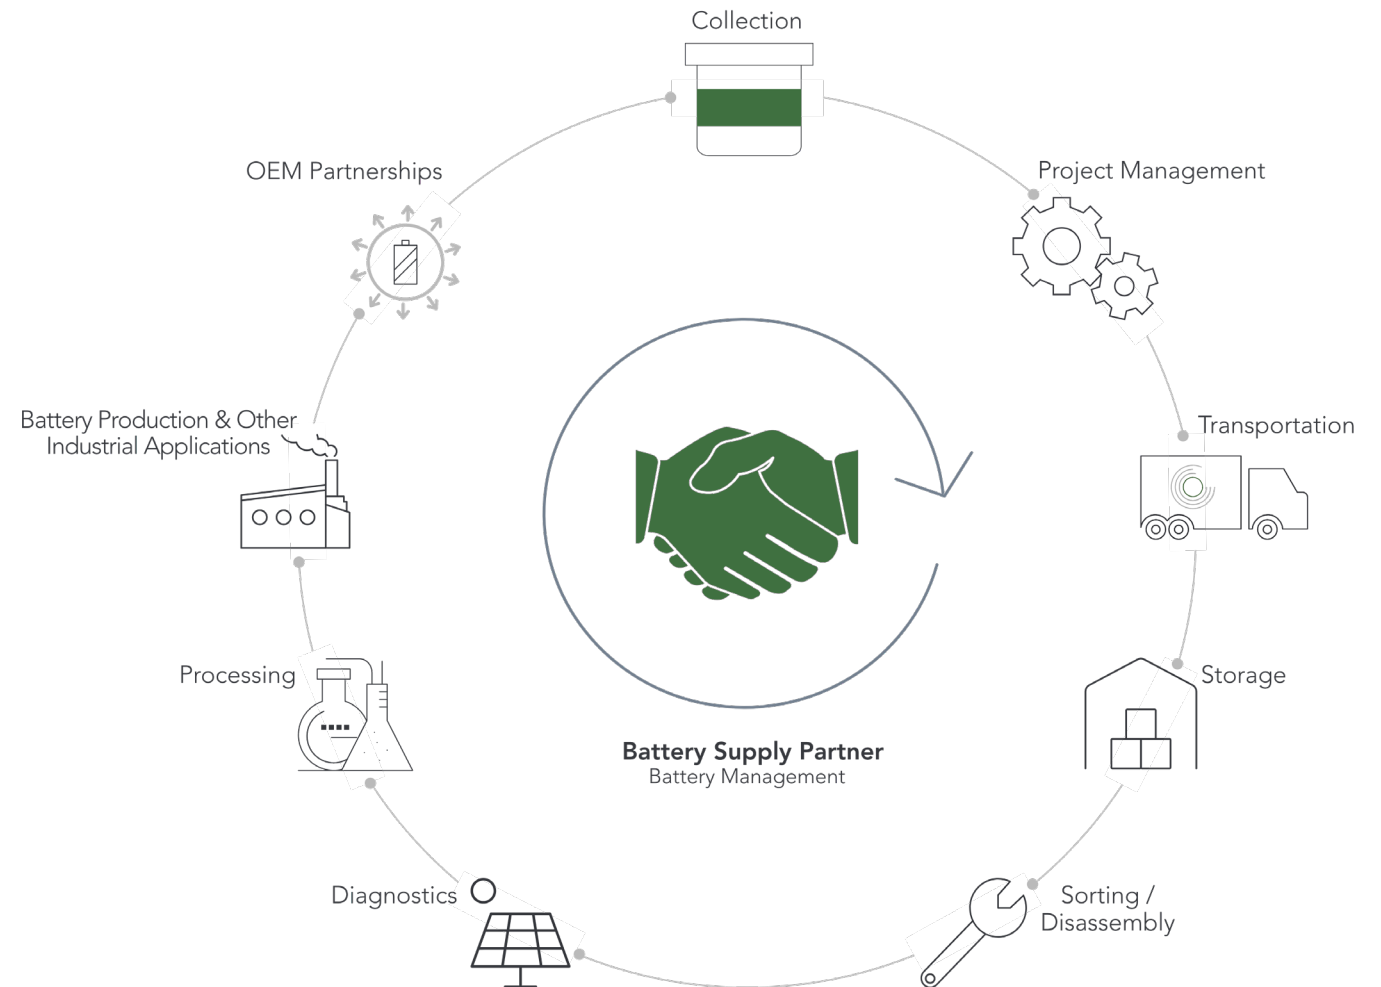 Collection
OEM Partnerships
Project Management
Battery Production & Other
Industrial Applications
Transportation
Processing
Storage
Battery Supply Partner
Battery Management
Diagnostics
Sorting /
Disassembly